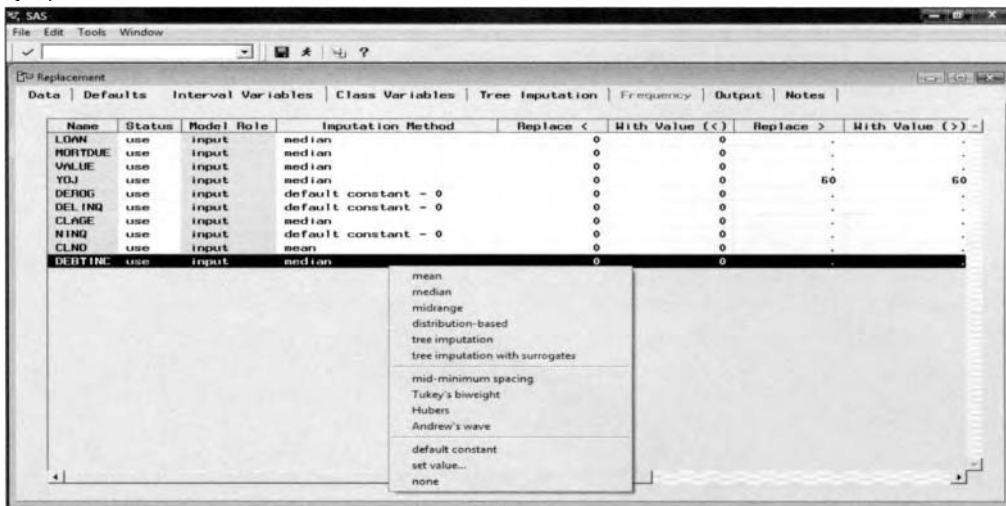 SAS
File Edit Tools Window
?
Replacement
Data Defaults Interval Variables Class Variables Tree Imputation Frequency Output Notes
Name Status Model Role Imputation Method Replace < With Value (<) Replace > With Value (>)
LOAN use input median 0 0 . .
MORTDUE use input median 0 0 . .
VALUE use input median 0 0 . .
YOJ use input median 0 0 60 60
DEROG use input default constant - 0 0 0 . .
DELINQ use input default constant - 0 0 0 . .
CLAGE use input median 0 0 . .
NINQ use input default constant - 0 0 0 . .
CLNO use input mean 0 0 . .
DEBTINC use input median 0 0 . .
mean
median
midrange
distribution-based
tree imputation
tree imputation with surrogates
mid-minimum spacing
Tukey's biweight
Hubers
Andrew's wave
default constant
set value...
none